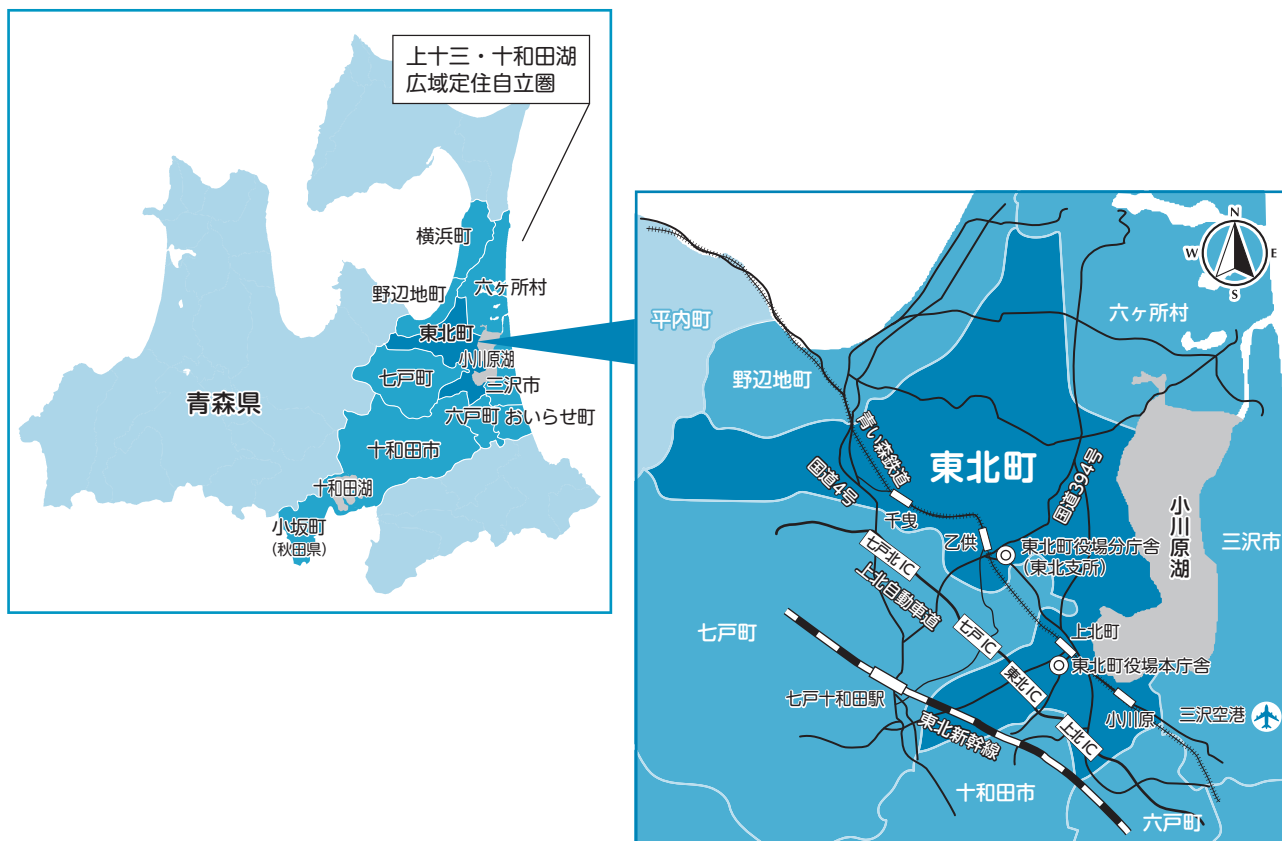 上十三・十和田湖
広域定住自立圏
横浜町
野辺地町
六ヶ所村
東北町
小川原湖
七戸町
三沢市
青森県
六戸町
おいらせ町
十和田市
十和田湖
小坂町
(秋田県)
N
W
E
S
平内町
六ヶ所村
野辺地町
青い森鉄道
東北町
国道4号
国道394号
千曳
小川原湖
乙供
東北町役場分庁舎
(東北支所)
三沢市
七戸北IC
上北自動車道
七戸町
七戸IC
上北町
東北町役場本庁舎
東北IC
七戸十和田駅
小川原
三沢空港
東北新幹線
上北IC
十和田市
六戸町